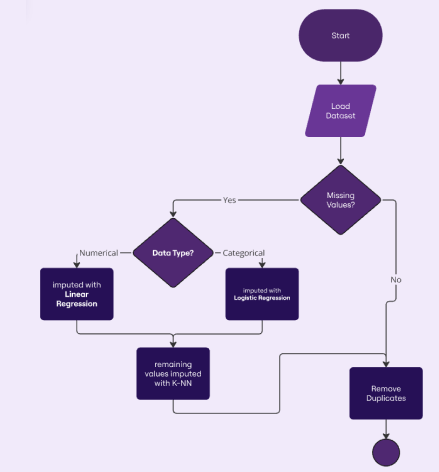 Start
Load
Dataset
Missing
Values?
Yes
Data Type?
Numerical
Categorical
No
imputed with
Linear
Regression
imputed with
Logistic Regression
remaining
values imputed
with K-NN
Remove
Duplicates